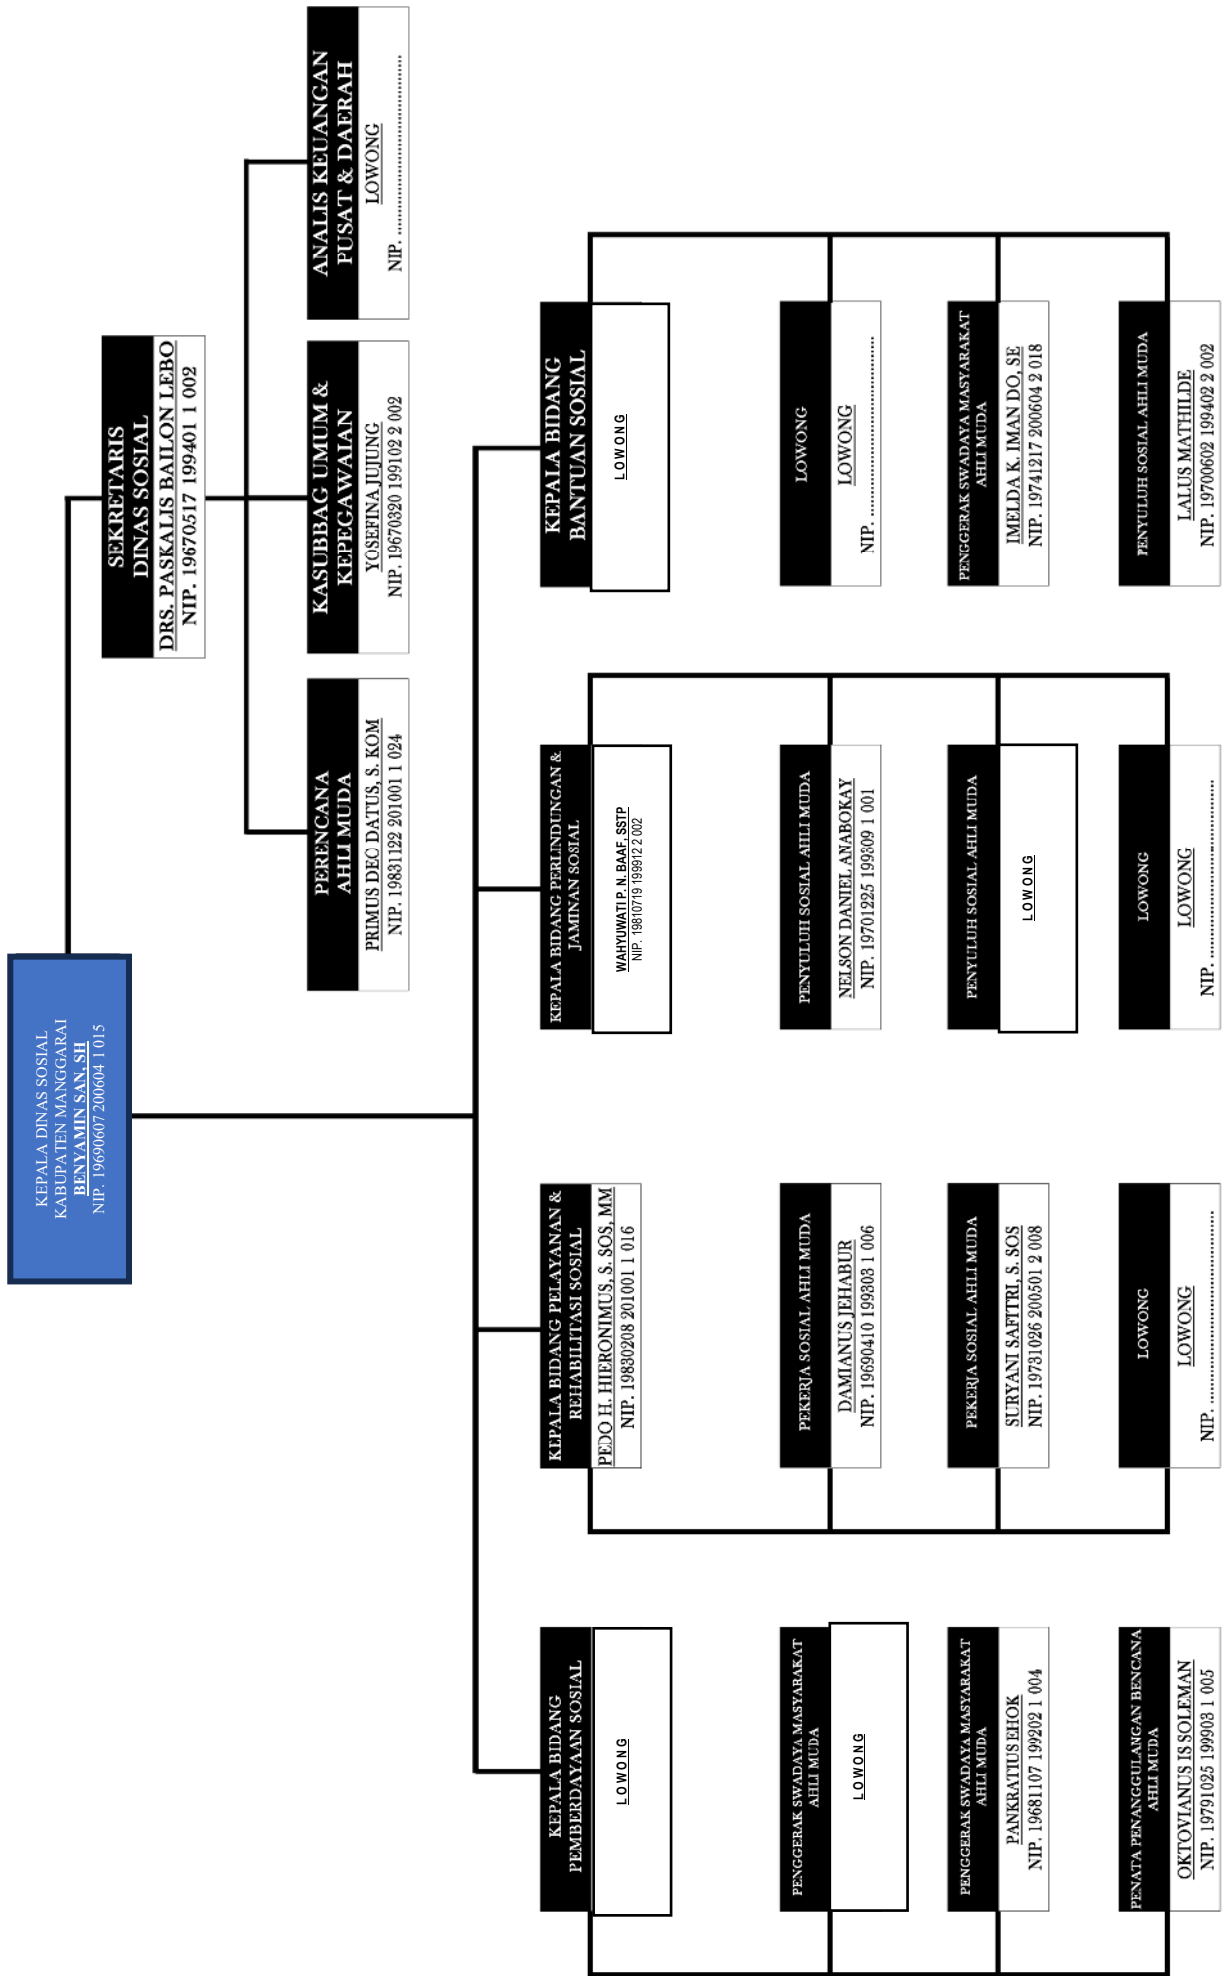 KEPALA DINAS SOSIAL
KABUPATEN MANGGARAI
BENYAMIN SAN, SH
NIP. 19690607 200604 1 015
SEKRETARIS
DINAS SOSIAL
DRS. PASKALIS BAILON LEBO
NIP. 19670517 199401 1 002
PERENCANA
AHLI MUDA
PRIMUS DEC DATUS, S. KOM
NIP. 19831122 201001 1 024
KASUBBAG UMUM &
KEPEGAWAIAN
YOSEFINA JUJUNG
NIP. 19670320 199102 2 002
ANALIS KEUANGAN
PUSAT & DAERAH
LOWONG
NIP. ........................................
KEPALA BIDANG
PEMBERDAYAAN SOSIAL
LOWONG
PENGGERAK SWADAYA MASYARAKAT
AHLI MUDA
LOWONG
PENGGERAK SWADAYA MASYARAKAT
AHLI MUDA
PANKRATIUS EHOK
NIP. 19681107 199202 1 004
PENATA PENANGGULANGAN BENCANA
AHLI MUDA
OKTOVIANUS IS SOLEMAN
NIP. 19791025 199903 1 005
KEPALA BIDANG PELAYANAN &
REHABILITASI SOSIAL
PEDO H. HIERONIMUS, S. SOS, MM
NIP. 19830208 201001 1 016
PEKERJA SOSIAL AHLI MUDA
DAMIANUS JEHABUR
NIP. 19690410 199303 1 006
PEKERJA SOSIAL AHLI MUDA
SURYANI SAFITRI, S. SOS
NIP. 19731026 200501 2 008
LOWONG
LOWONG
NIP. ........................................
KEPALA BIDANG PERLINDUNGAN &
JAMINAN SOSIAL
WAHYUWATI P. N. BAAF, SSTP
NIP. 19810719 199912 2 002
PENYULUH SOSIAL AHLI MUDA
NELSON DANIEL ANABOKAY
NIP. 19701225 199309 1 001
PENYULUH SOSIAL AHLI MUDA
LOWONG
LOWONG
LOWONG
NIP. ........................................
KEPALA BIDANG
BANTUAN SOSIAL
LOWONG
LOWONG
LOWONG
NIP. ........................................
PENGGERAK SWADAYA MASYARAKAT
AHLI MUDA
IMELDA K. IMAN DO, SE
NIP. 19741217 200604 2 018
PENYULUH SOSIAL AHLI MUDA
LALUS MATHILDE
NIP. 19700602 199402 2 002